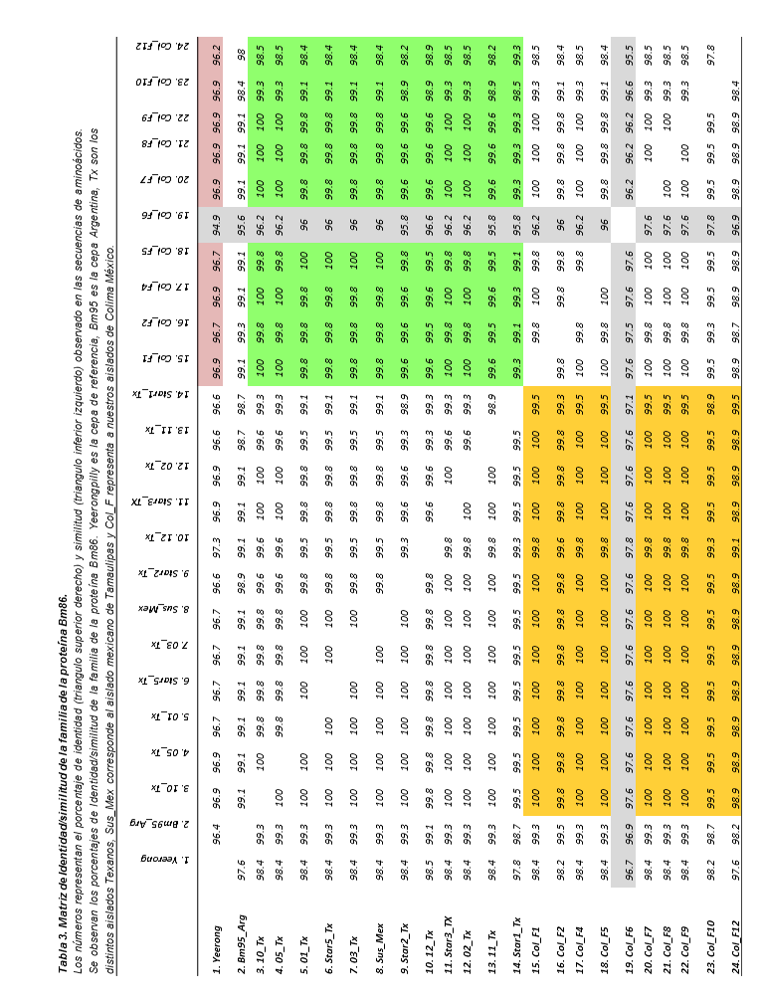 Tabla 3. Matriz de Identidad/similitud de la familia de la proteína Bm86.
Los números representan el porcentaje de identidad (triangulo superior derecho) y similitud (triangulo inferior izquierdo) observado en las secuencias de aminoácidos.
Se observan los porcentajes de Identidad/similitud de la familia de la proteína Bm86. Yeerongpilly es la cepa de referencia, Bm95 es la cepa Argentina, Tx son los
distintos aislados Texanos, Sus_Mex corresponde al aislado mexicano de Tamaulipas y Col_F representa a nuestros aislados de Colima México.
1. Yeerong 2. Bm95_Arg 3. 10_Tx 4. 05_Tx 5. 01_Tx 6. Star5_Tx 7. 03_Tx 8. Sus_Mex 9. Star2_Tx 10. 12_Tx 11. Star3_TX 12. 02_Tx 13. 11_Tx 14. Star1_Tx 15. Col_F1 16. Col_F2 17. Col_F4 18. Col_F5 19. Col_F6 20. Col_F7 21. Col_F8 22. Col_F9 23. Col_F10 24. Col_F12
1. Yeerong 96.4 96.9 96.9 96.7 96.7 96.7 96.7 96.6 97.3 96.9 96.9 96.6 96.6 96.9 96.7 96.9 96.7 94.9 96.9 96.9 96.9 96.9 96.2
2. Bm95_Arg 97.6 99.1 99.1 99.1 99.1 99.1 99.1 98.9 99.1 99.1 99.1 98.7 98.7 99.1 99.3 99.1 99.1 95.6 99.1 99.1 99.1 98.4 98
3. 10_Tx 98.4 99.3 100 99.8 99.8 99.8 99.8 99.6 99.6 100 100 99.6 99.3 100 99.8 100 99.8 96.2 100 100 100 99.3 98.5
4. 05_Tx 98.4 99.3 100 99.8 99.8 99.8 99.8 99.6 99.6 100 100 99.6 99.3 100 99.8 100 99.8 96.2 100 100 100 99.3 98.5
5. 01_Tx 98.4 99.3 100 100 100 100 100 99.8 99.5 99.8 99.8 99.5 99.1 99.8 99.8 99.8 100 96 99.8 99.8 99.8 99.1 98.4
6. Star5_Tx 98.4 99.3 100 100 100 100 100 99.8 99.5 99.8 99.8 99.5 99.1 99.8 99.8 99.8 100 96 99.8 99.8 99.8 99.1 98.4
7. 03_Tx 98.4 99.3 100 100 100 100 100 99.8 99.5 99.8 99.8 99.5 99.1 99.8 99.8 99.8 100 96 99.8 99.8 99.8 99.1 98.4
8. Sus_Mex 98.4 99.3 100 100 100 100 100 99.8 99.5 99.8 99.8 99.5 99.1 99.8 99.8 99.8 100 96 99.8 99.8 99.8 99.1 98.4
9. Star2_Tx 98.4 99.3 100 100 100 100 100 100 99.3 99.6 99.6 99.3 98.9 99.6 99.6 99.6 99.8 95.8 99.6 99.6 99.6 98.9 98.2
10. 12_Tx 98.5 99.1 99.8 99.8 99.8 99.8 99.8 99.8 99.8 99.6 99.6 99.3 99.3 99.6 99.5 99.6 99.5 96.6 99.6 99.6 99.6 99.6 98.9
11. Star3_TX 98.4 99.3 100 100 100 100 100 100 100 99.8 100 99.6 99.3 100 99.8 100 99.8 96.2 100 100 100 99.3 98.5
12. 02_Tx 98.4 99.3 100 100 100 100 100 100 100 99.8 100 99.6 99.3 100 99.8 100 99.8 96.2 100 100 100 99.3 98.5
13. 11_Tx 98.4 99.3 100 100 100 100 100 100 100 99.8 100 100 98.9 99.6 99.5 99.6 99.5 95.8 99.6 99.6 99.6 98.9 98.2
14. Star1_Tx 97.8 98.7 99.5 99.5 99.5 99.5 99.5 99.5 99.5 99.5 99.5 99.5 99.5 99.3 99.1 99.3 99.1 95.6 99.3 99.3 99.3 98.5 99.3
15. Col_F1 98.4 99.3 100 100 100 100 100 100 100 99.8 100 100 100 99.5 99.8 100 99.8 96.2 100 100 100 99.3 98.5
16. Col_F2 98.2 99.5 99.8 99.8 99.8 99.8 99.8 99.8 99.8 99.6 99.8 99.8 99.8 99.3 99.8 99.8 99.8 96 99.8 99.8 99.8 99.1 98.4
17. Col_F4 98.4 99.3 100 100 100 100 100 100 100 99.8 100 100 100 99.5 100 99.8 99.8 96.2 100 100 100 99.3 98.5
18. Col_F5 98.4 99.3 100 100 100 100 100 100 100 99.8 100 100 100 99.5 100 99.8 100 96 99.8 99.8 99.8 99.1 98.4
19. Col_F6 96.7 96.9 97.6 97.6 97.6 97.6 97.6 97.6 97.6 97.8 97.6 97.6 97.6 97.1 97.6 97.5 97.6 97.6 96.2 96.2 96.2 96.6 95.5
20. Col_F7 98.4 99.3 100 100 100 100 100 100 100 99.8 100 100 100 99.5 100 99.8 100 100 97.6 100 100 99.3 98.5
21. Col_F8 98.4 99.3 100 100 100 100 100 100 100 99.8 100 100 100 99.5 100 99.8 100 100 97.6 100 100 99.3 98.5
22. Col_F9 98.4 99.3 100 100 100 100 100 100 100 99.8 100 100 100 99.5 100 99.8 100 100 97.6 100 100 99.3 98.5
23. Col_F10 98.2 98.7 99.5 99.5 99.5 99.5 99.5 99.5 99.5 99.3 99.5 99.5 99.5 98.9 99.5 99.3 99.5 99.5 97.8 99.5 99.5 99.5 97.8
24. Col_F12 97.6 98.2 98.9 98.9 98.9 98.9 98.9 98.9 98.9 99.1 98.9 98.9 98.9 99.5 98.9 98.7 98.9 98.9 96.9 98.9 98.9 98.9 98.4